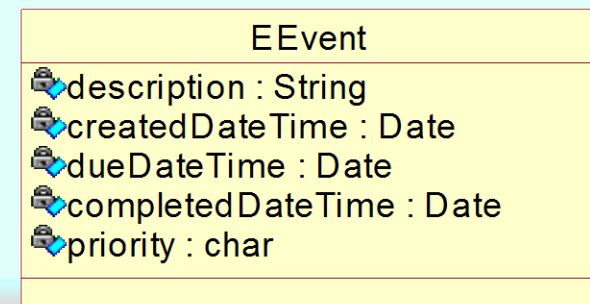 EEvent
description : String
createdDateTime : Date
dueDateTime : Date
completedDateTime : Date
priority : char